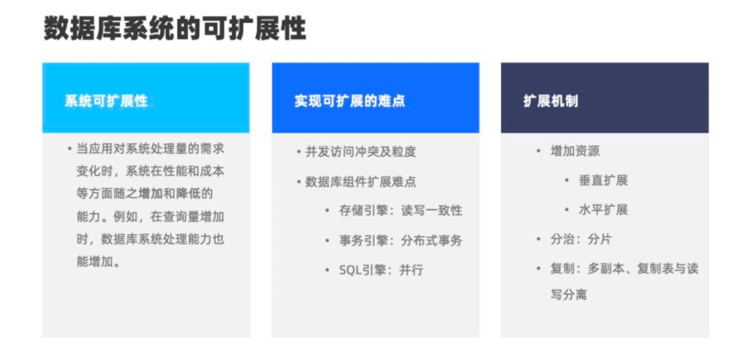 数据库系统的可扩展性
系统可扩展性
• 当应用对系统处理量的需求
变化时，系统在性能和成本
等方面随之增加和降低的
能力。例如，在查询量增加
时，数据库系统处理能力也
能增加。
实现可扩展的难点
• 并发访问冲突及粒度
• 数据库组件扩展难点
• 存储引擎：读写一致性
• 事务引擎：分布式事务
• SQL引擎：并行
扩展机制
• 增加资源
• 垂直扩展
• 水平扩展
• 分治：分片
• 复制：多副本、复制表与读
写分离